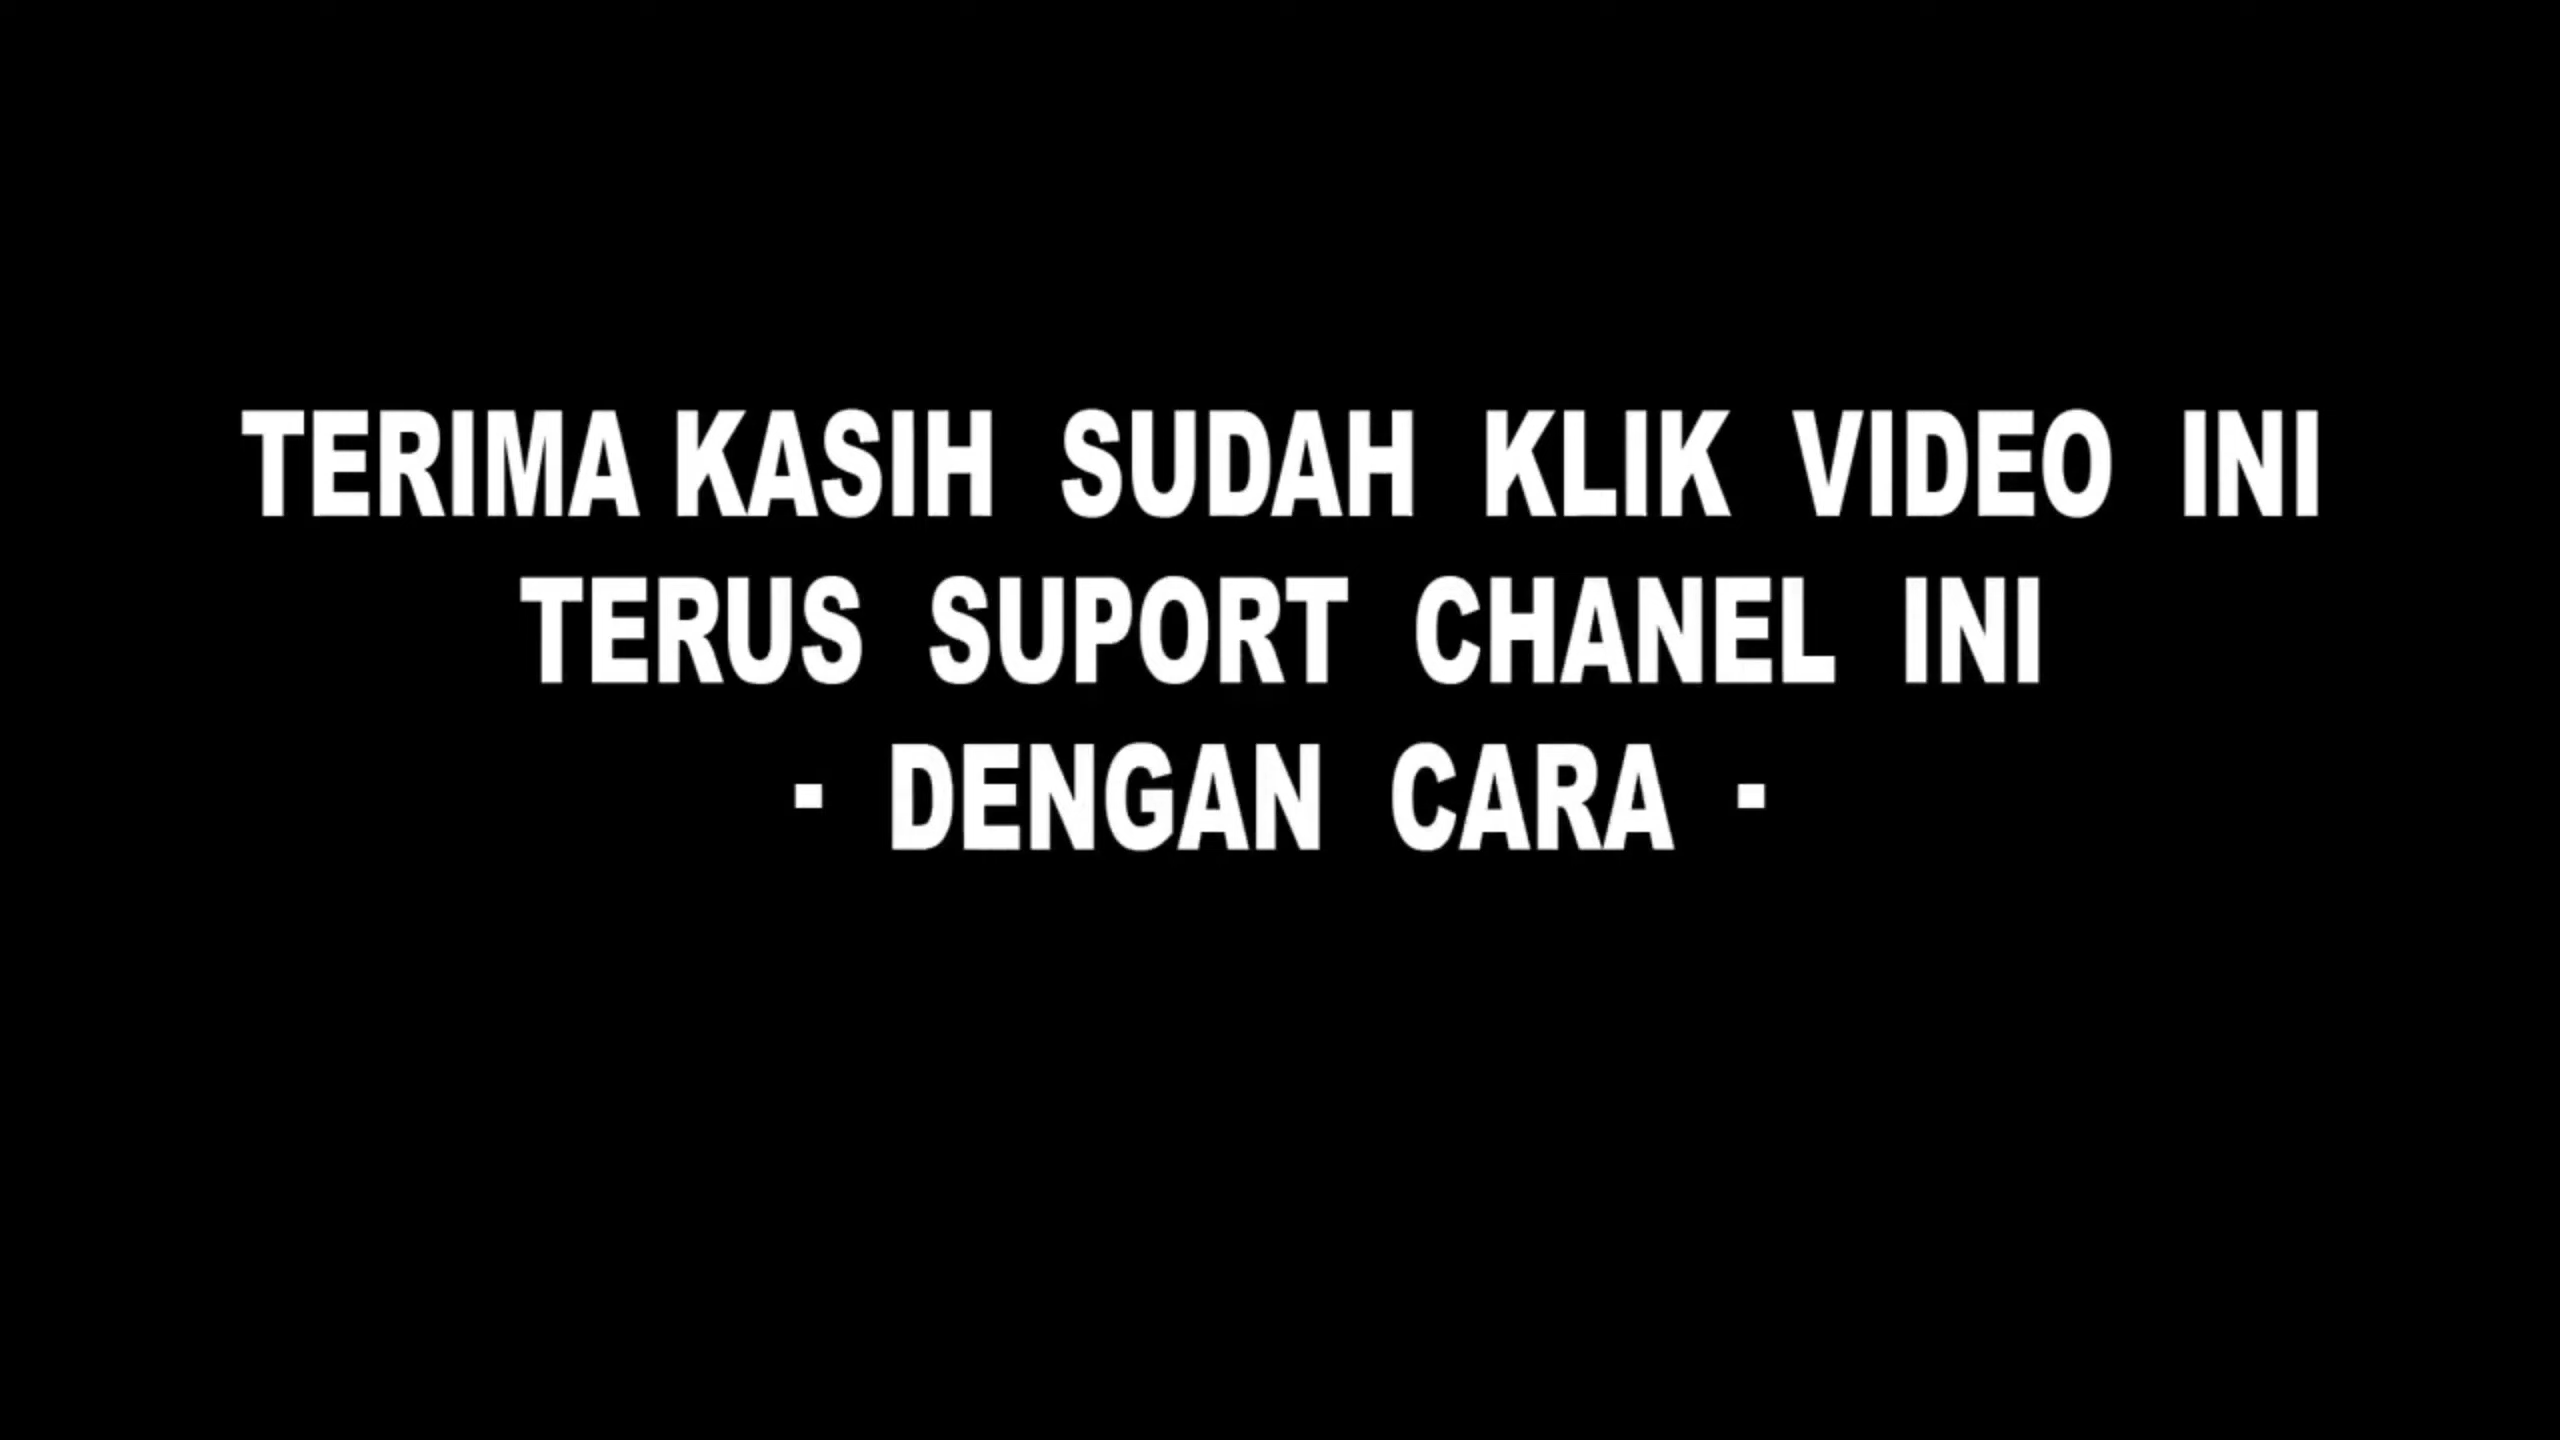 TERIMA KASIH SUDAH KLIK VIDEO INI
TERUS SUPORT CHANEL INI
- DENGAN CARA -